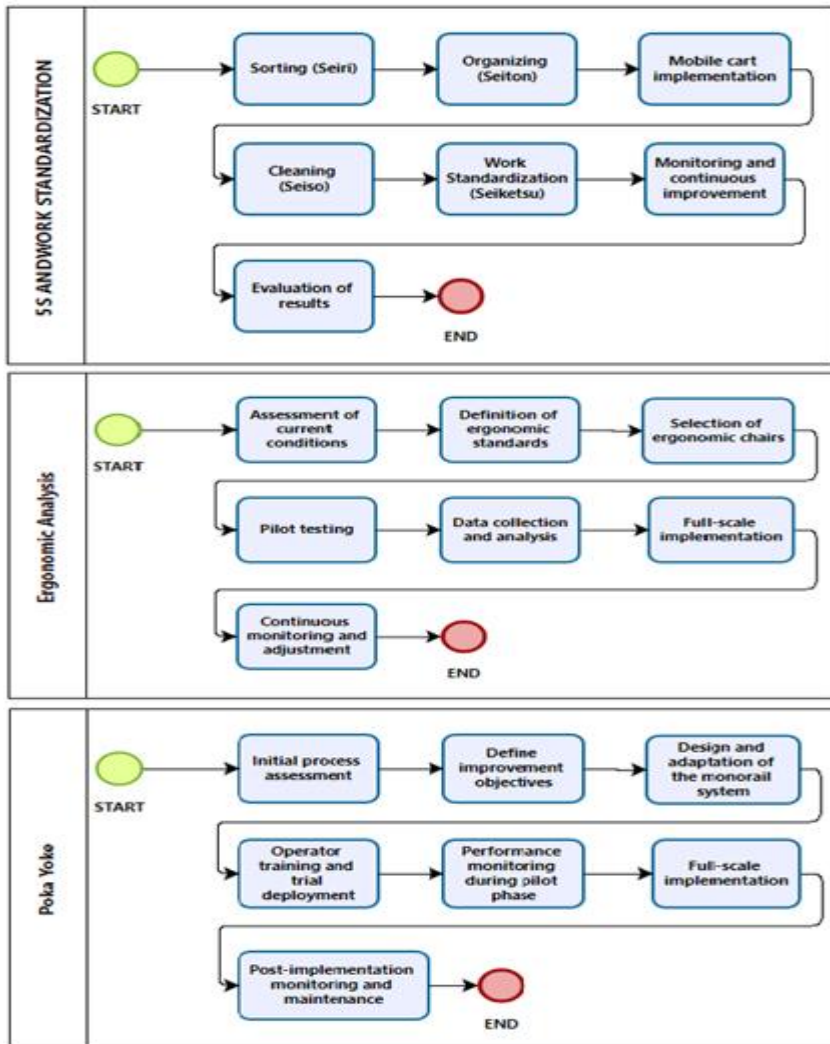 5S ANDWORK STANDARDIZATION
START
Sorting (Seiri)
Organizing
(Seiton)
Mobile cart
implementation
Cleaning
(Seiso)
Work
Standardization
(Seiketsu)
Monitoring and
continuous
improvement
Evaluation of
results
END
Ergonomic Analysis
START
Assessment of
current
conditions
Definition of
ergonomic
standards
Selection of
ergonomic chairs
Pilot testing
Data collection
and analysis
Full-scale
implementation
Continuous
monitoring and
adjustment
END
Poka Yoke
START
Initial process
assessment
Define
improvement
objectives
Design and
adaptation of
the monorail
system
Operator
training and
trial
deployment
Performance
monitoring
during pilot
phase
Full-scale
implementation
Post-implementation
monitoring and
maintenance
END